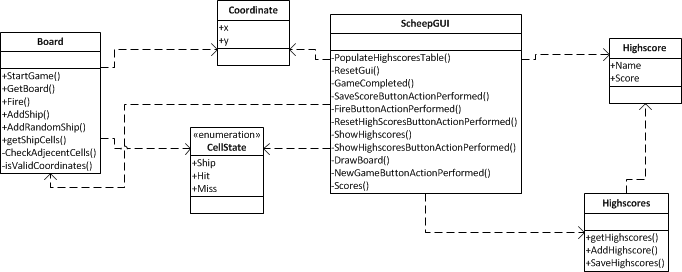 Board
+StartGame()
+GetBoard()
+Fire()
+AddShip()
+AddRandomShip()
+getShipCells()
-CheckAdjecentCells()
-isValidCoordinates()
Coordinate
+x
+y
«enumeration»
CellState
+Ship
+Hit
+Miss
ScheepGUI
-PopulateHighscoresTable()
-ResetGui()
-GameCompleted()
-SaveScoreButtonActionPerformed()
-FireButtonActionPerformed()
-ResetHighScoresButtonActionPerformed()
-ShowHighscores()
-ShowHighscoresButtonActionPerformed()
-DrawBoard()
-NewGameButtonActionPerformed()
-Scores()
Highscore
+Name
+Score
Highscores
+getHighscores()
+AddHighscore()
+SaveHighscores()